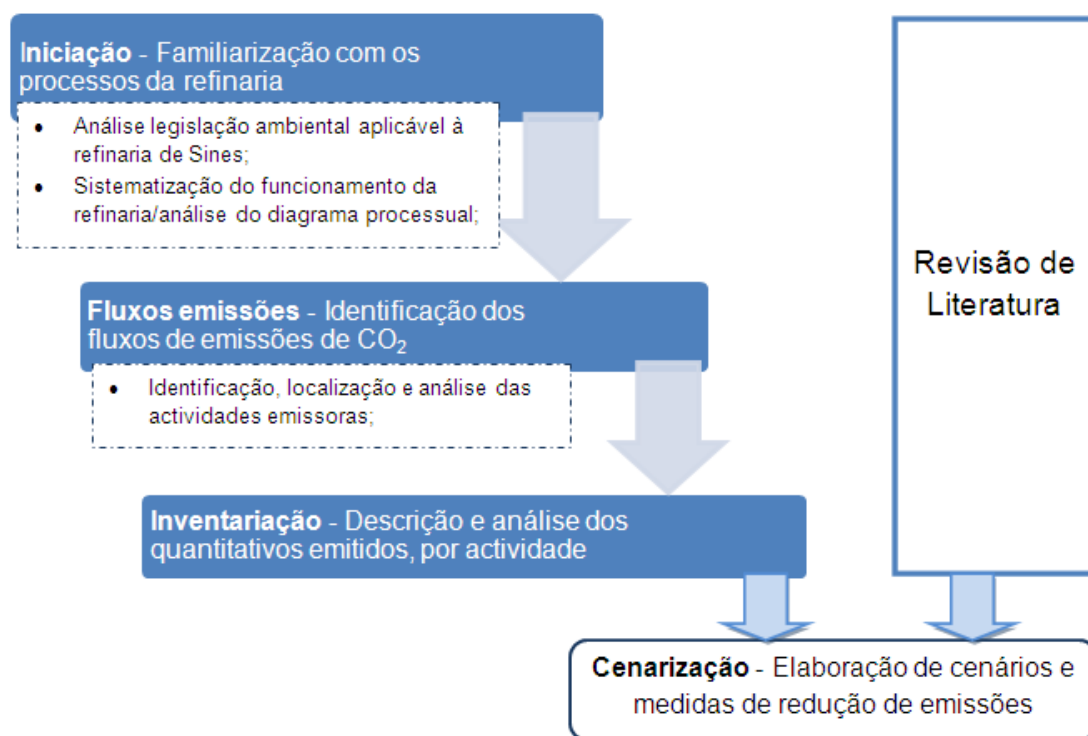 Iniciação - Familiarização com os
processos da refinaria
• Análise legislação ambiental aplicável à
refinaria de Sines;
• Sistematização do funcionamento da
refinaria/análise do diagrama processual;
Fluxos emissões - Identificação dos
fluxos de emissões de CO₂
• Identificação, localização e análise das
actividades emissoras;
Inventariação - Descrição e análise dos
quantitativos emitidos, por actividade
Revisão de
Literatura
Cenarização - Elaboração de cenários e
medidas de redução de emissões